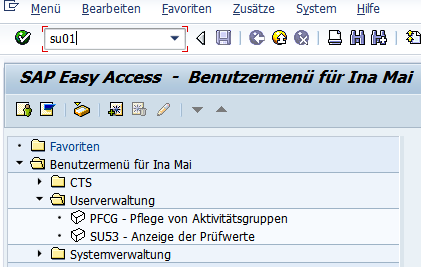 Menü Bearbeiten Favoriten Zusätze System Hilfe
su01
SAP Easy Access - Benutzermenü für Ina Mai
Favoriten
Benutzermenü für Ina Mai
CTS
Userverwaltung
PFCG - Pflege von Aktivitätsgruppen
SU53 - Anzeige der Prüfwerte
Systemverwaltung